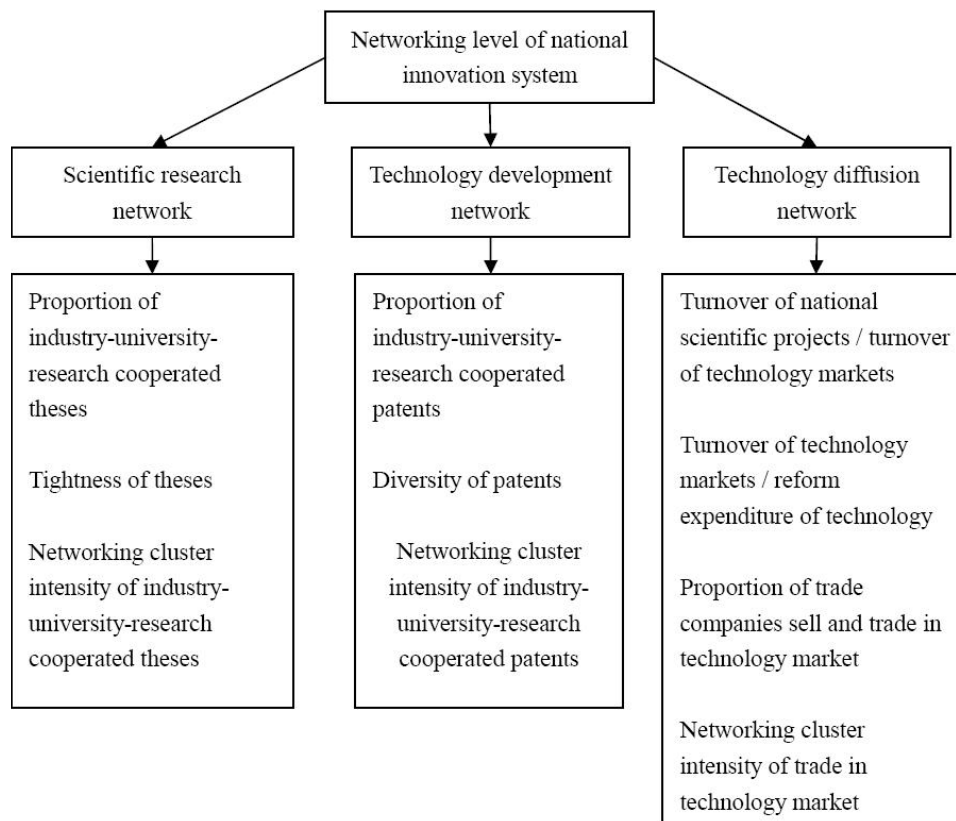 Networking level of national
innovation system
Scientific research
network
Technology development
network
Technology diffusion
network
Proportion of
industry-university-
research cooperated
theses
Tightness of theses
Networking cluster
intensity of industry-
university-research
cooperated theses
Proportion of
industry-university-
research cooperated
patents
Diversity of patents
Networking cluster
intensity of industry-
university-research
cooperated patents
Turnover of national
scientific projects / turnover
of technology markets
Turnover of technology
markets / reform
expenditure of technology
Proportion of trade
companies sell and trade in
technology market
Networking cluster
intensity of trade in
technology market